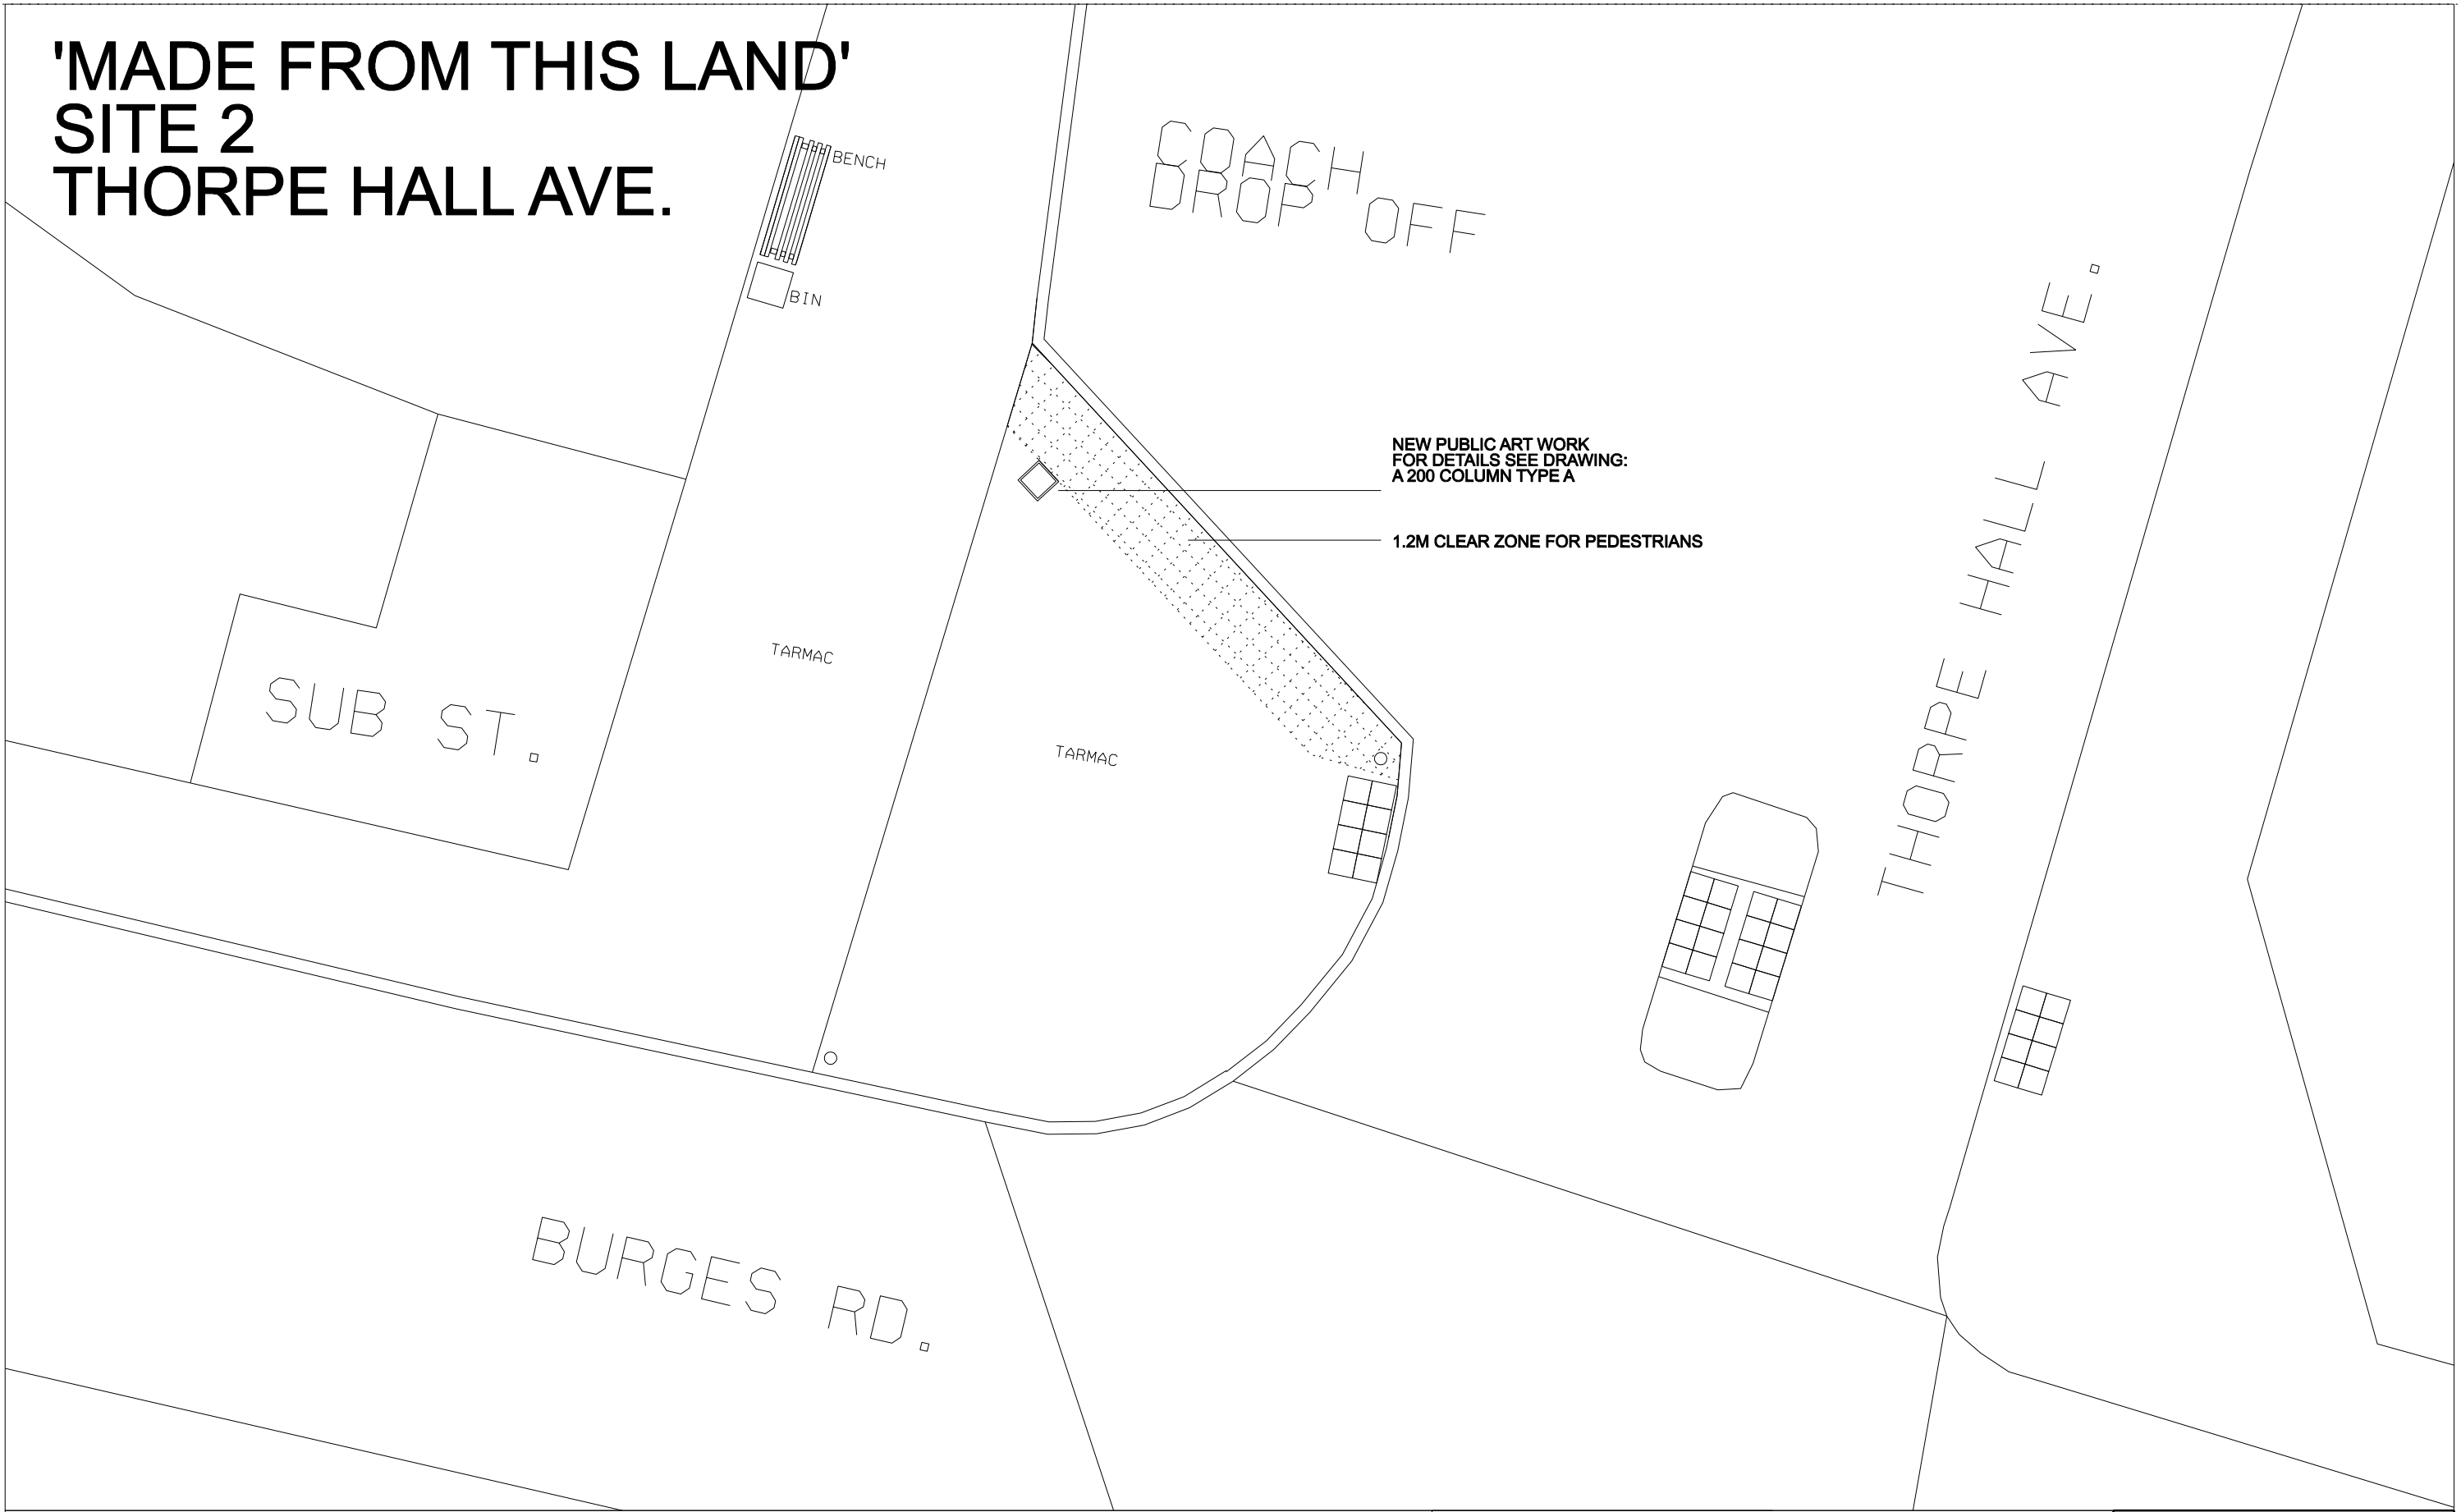 'MADE FROM THIS LAND'
SITE 2
THORPE HALL AVE.
BENCH
BIN
COACH
DROP OFF
THORPE HALL AVE.
NEW PUBLIC ART WORK
FOR DETAILS SEE DRAWING:
A 200 COLUMN TYPE A
1.2M CLEAR ZONE FOR PEDESTRIANS
TARMAC
SUB ST.
TARMAC
BURGES RD.